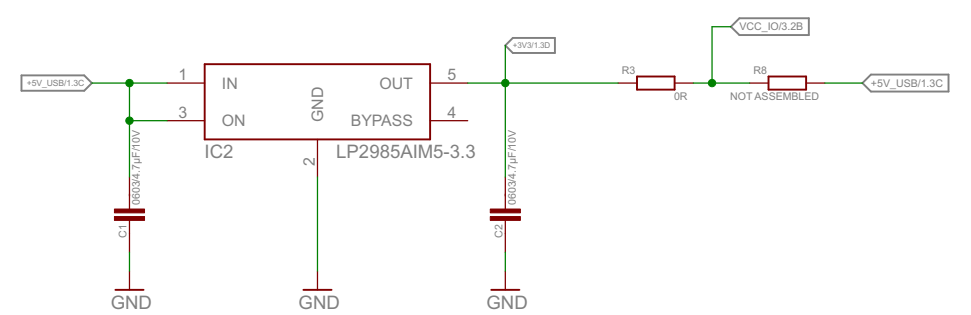 VCC_IO/3.2B
+3V3/1.3D
+5V_USB/1.3C
1
IN
OUT
5
R3
0R
R8
NOT ASSEMBLED
+5V_USB/1.3C
3
ON
GND
BYPASS
4
IC2
2
LP2985AIM5-3.3
0603/4.7µF/10V
C1
0603/4.7µF/10V
C2
GND
GND
GND